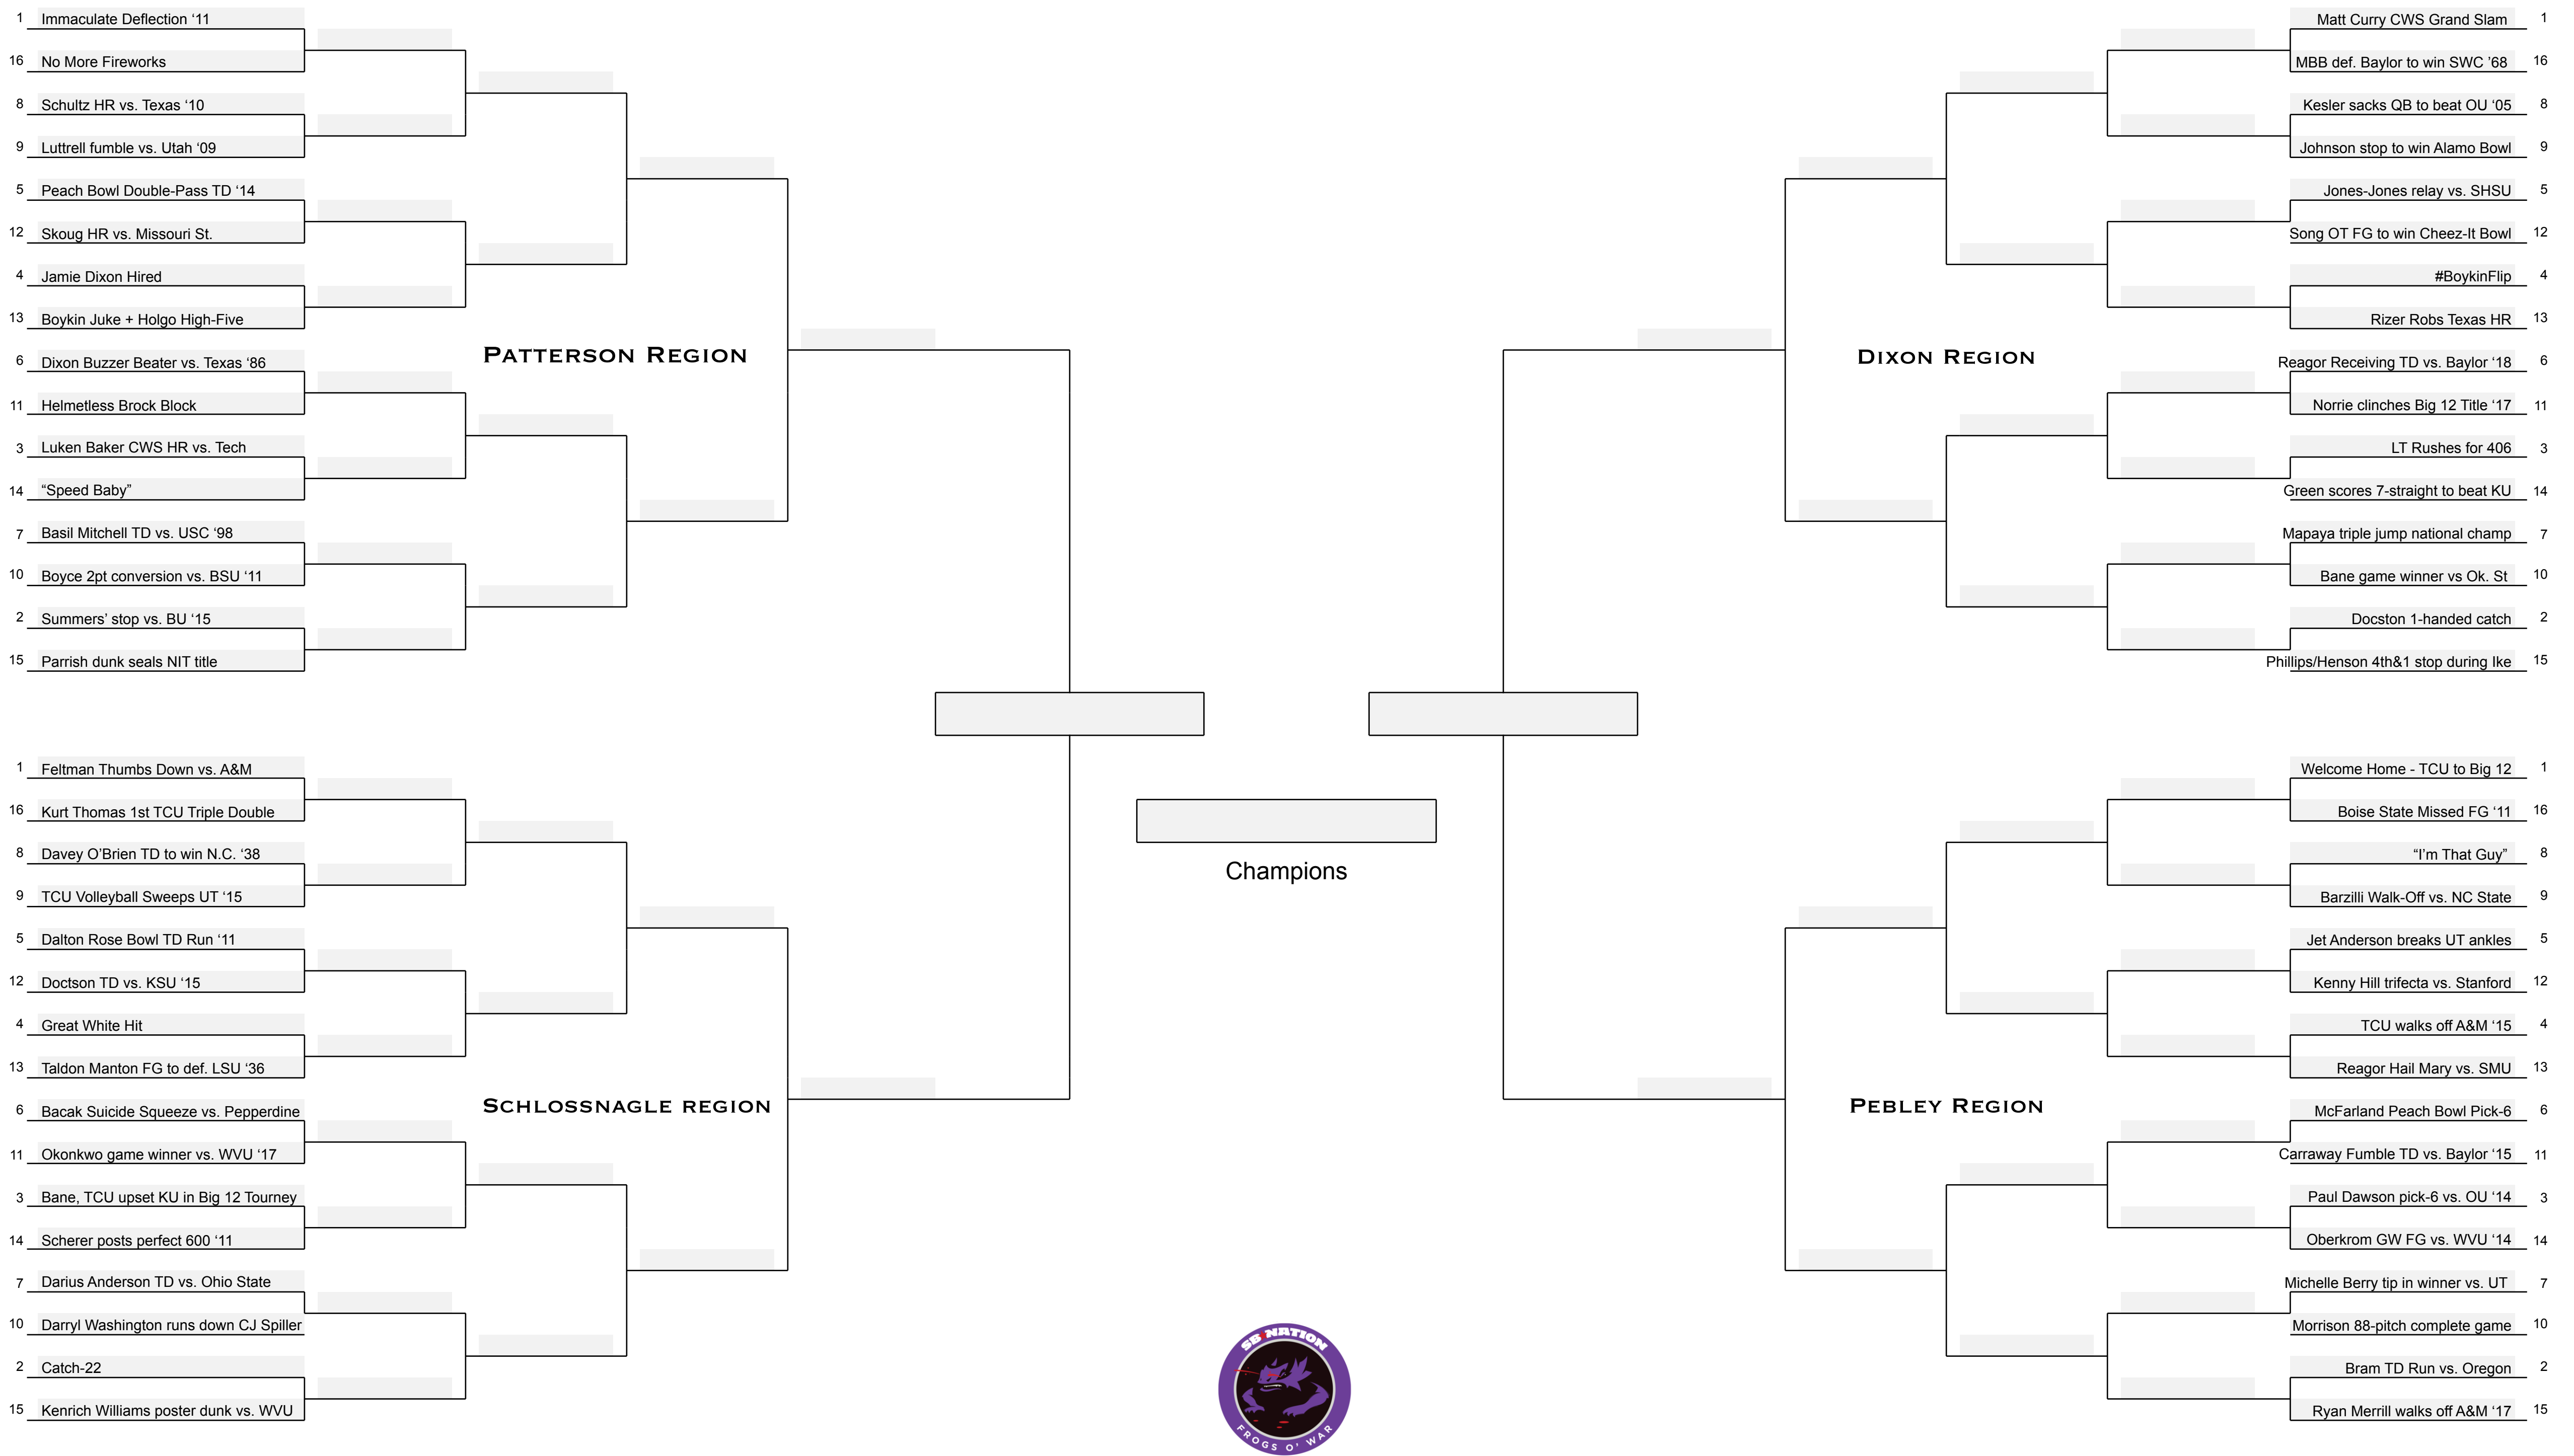 1 Immaculate Deflection ‘11
16 No More Fireworks
8 Schultz HR vs. Texas ‘10
9 Luttrell fumble vs. Utah ‘09
5 Peach Bowl Double-Pass TD ‘14
12 Skoug HR vs. Missouri St.
4 Jamie Dixon Hired
13 Boykin Juke + Holgo High-Five
6 Dixon Buzzer Beater vs. Texas ‘86
11 Helmetless Brock Block
3 Luken Baker CWS HR vs. Tech
14 “Speed Baby”
7 Basil Mitchell TD vs. USC ‘98
10 Boyce 2pt conversion vs. BSU ‘11
2 Summers’ stop vs. BU ‘15
15 Parrish dunk seals NIT title
Patterson Region
Matt Curry CWS Grand Slam 1
MBB def. Baylor to win SWC ’68 16
Kesler sacks QB to beat OU ‘05 8
Johnson stop to win Alamo Bowl 9
Jones-Jones relay vs. SHSU 5
Song OT FG to win Cheez-It Bowl 12
#BoykinFlip 4
Rizer Robs Texas HR 13
Reagor Receiving TD vs. Baylor ‘18 6
Norrie clinches Big 12 Title ‘17 11
LT Rushes for 406 3
Green scores 7-straight to beat KU 14
Mapaya triple jump national champ 7
Bane game winner vs Ok. St 10
Docston 1-handed catch 2
Phillips/Henson 4th&1 stop during Ike 15
Dixon Region
1 Feltman Thumbs Down vs. A&M
16 Kurt Thomas 1st TCU Triple Double
8 Davey O’Brien TD to win N.C. ‘38
9 TCU Volleyball Sweeps UT ‘15
5 Dalton Rose Bowl TD Run ‘11
12 Doctson TD vs. KSU ‘15
4 Great White Hit
13 Taldon Manton FG to def. LSU ‘36
6 Bacak Suicide Squeeze vs. Pepperdine
11 Okonkwo game winner vs. WVU ‘17
3 Bane, TCU upset KU in Big 12 Tourney
14 Scherer posts perfect 600 ‘11
7 Darius Anderson TD vs. Ohio State
10 Darryl Washington runs down CJ Spiller
2 Catch-22
15 Kenrich Williams poster dunk vs. WVU
Schlossnagle region
Welcome Home - TCU to Big 12 1
Boise State Missed FG ‘11 16
“I’m That Guy” 8
Barzilli Walk-Off vs. NC State 9
Jet Anderson breaks UT ankles 5
Kenny Hill trifecta vs. Stanford 12
TCU walks off A&M ‘15 4
Reagor Hail Mary vs. SMU 13
McFarland Peach Bowl Pick-6 6
Carraway Fumble TD vs. Baylor ‘15 11
Paul Dawson pick-6 vs. OU ‘14 3
Oberkrom GW FG vs. WVU ‘14 14
Michelle Berry tip in winner vs. UT 7
Morrison 88-pitch complete game 10
Bram TD Run vs. Oregon 2
Ryan Merrill walks off A&M ‘17 15
Pebley Region
Champions
SB NATION
FROGS O' WAR